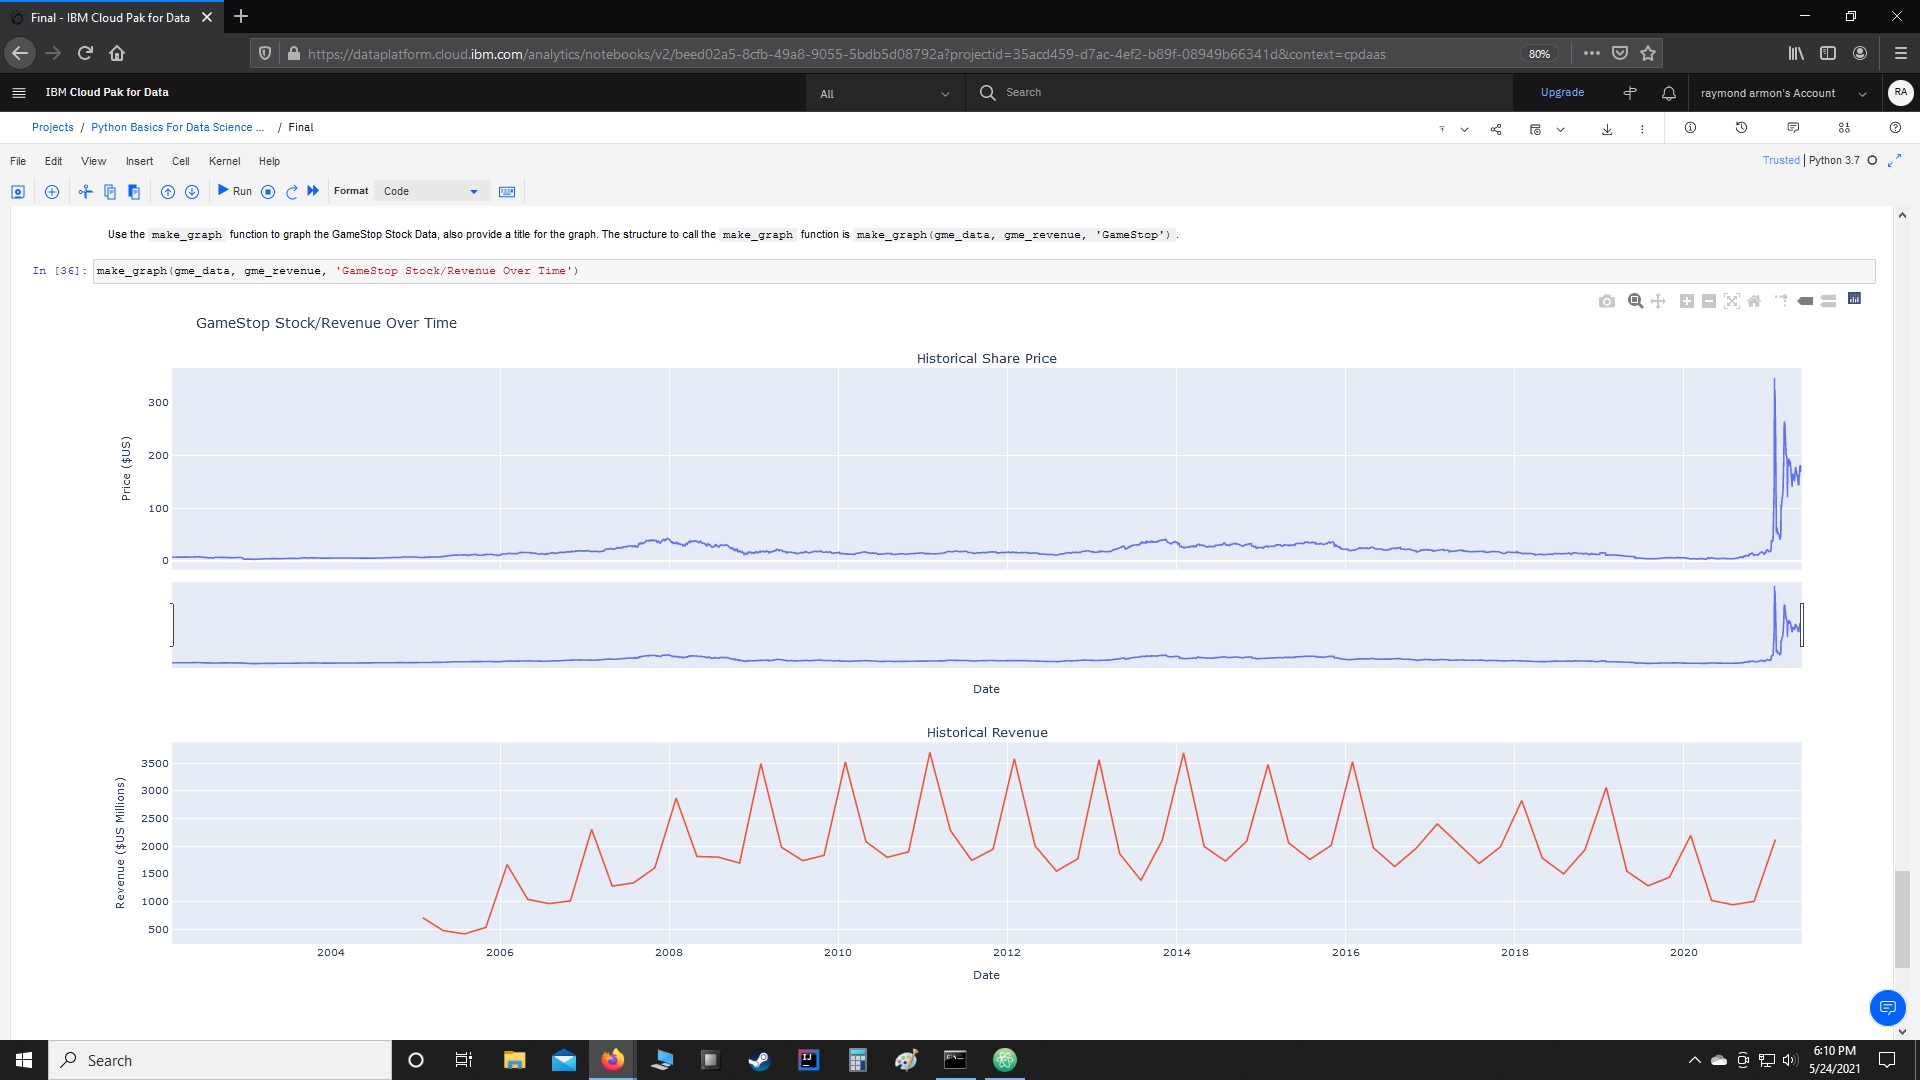 Final - IBM Cloud Pak for Data
https://dataplatform.cloud.ibm.com/analytics/notebooks/v2/beed02a5-8cfb-49a8-9055-5bdb5d08792a?projectid=35acd459-d7ac-4ef2-b89f-08949b66341d&context=cpdaas
80%
IBM Cloud Pak for Data
All
Search
Upgrade
raymond armon's Account
RA
Projects / Python Basics For Data Science ... / Final
File Edit View Insert Cell Kernel Help
Trusted | Python 3.7
Run
Format
Code
Use the make_graph function to graph the GameStop Stock Data, also provide a title for the graph. The structure to call the make_graph function is make_graph(gme_data, gme_revenue, 'GameStop').
In [36]: make_graph(gme_data, gme_revenue, 'GameStop Stock/Revenue Over Time')
GameStop Stock/Revenue Over Time
Historical Share Price
300
200
100
0
Price ($US)
Date
Historical Revenue
3500
3000
2500
2000
1500
1000
500
Revenue ($US Millions)
2004 2006 2008 2010 2012 2014 2016 2018 2020
Date
Search
6:10 PM
5/24/2021